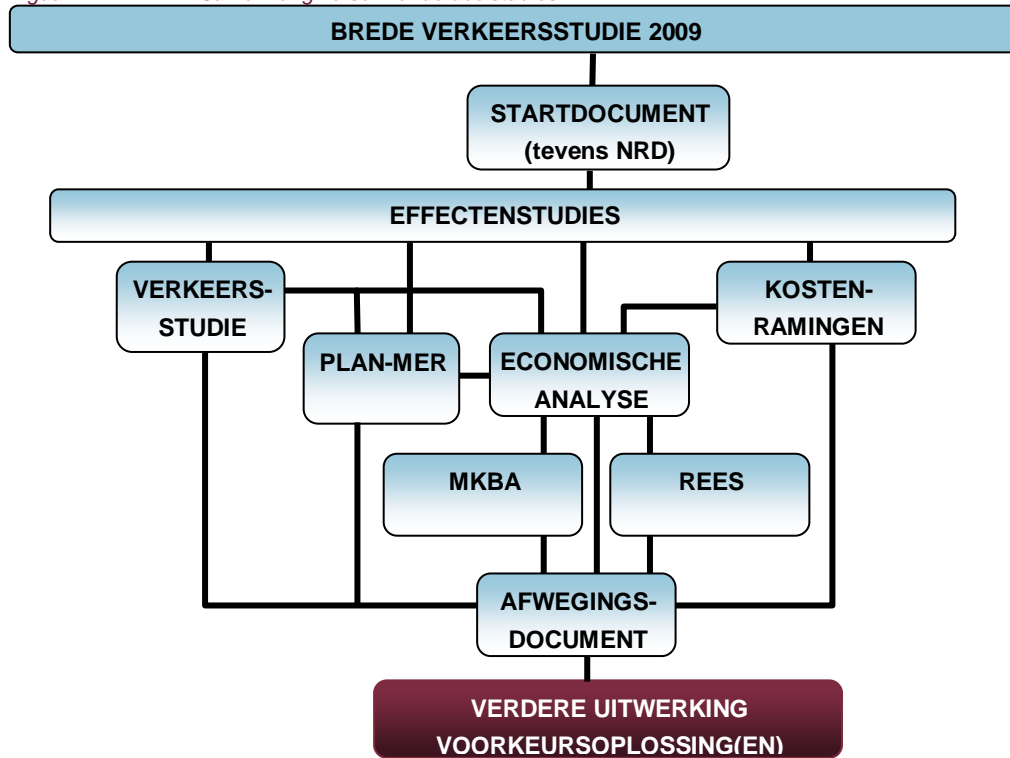 BREDE VERKEERSSTUDIE 2009
STARTDOCUMENT
(tevens NRD)
EFFECTENSTUDIES
VERKEERS-
STUDIE
KOSTEN-
RAMINGEN
PLAN-MER
ECONOMISCHE
ANALYSE
MKBA
REES
AFWEGINGS-
DOCUMENT
VERDERE UITWERKING
VOORKEURSOPLOSSING(EN)